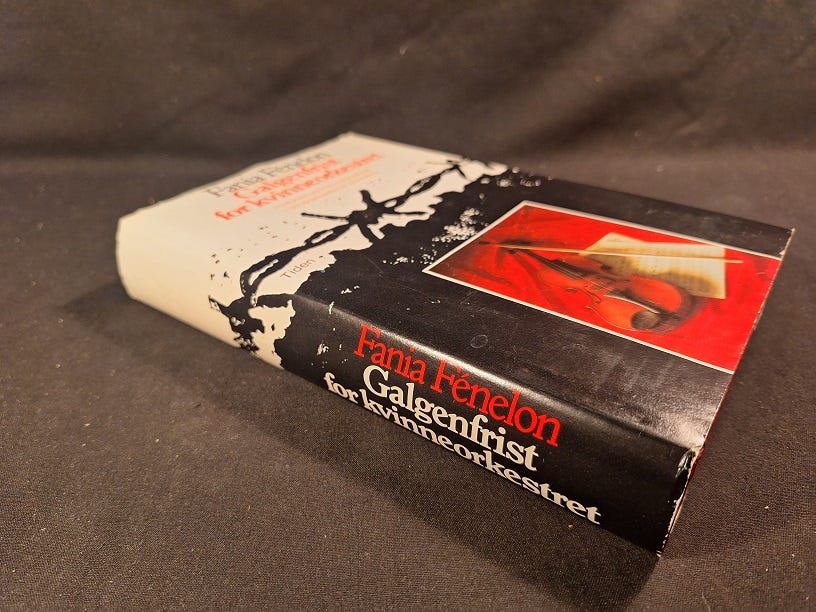 Fania Fénelon
Galgenfrist
for kvinneorkestret
Tiden
Fania Fénelon
Galgenfrist
for kvinneorkestret